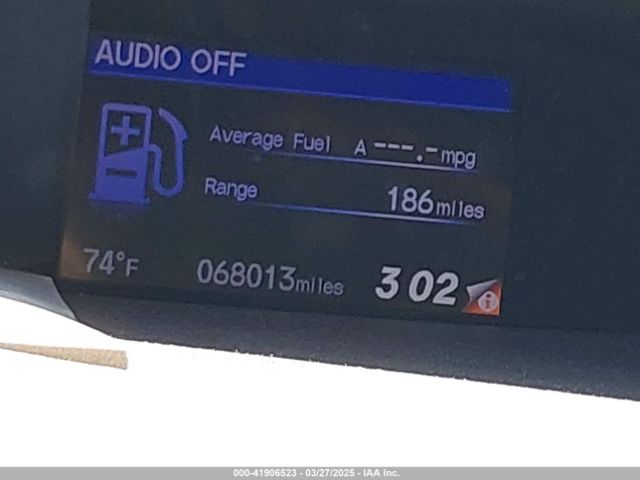 AUDIO OFF
Average Fuel A ---.- mpg
Range 186 miles
74°F 068013 miles 3 02 i
000-41906523 - 03/27/2025 - IAA Inc.